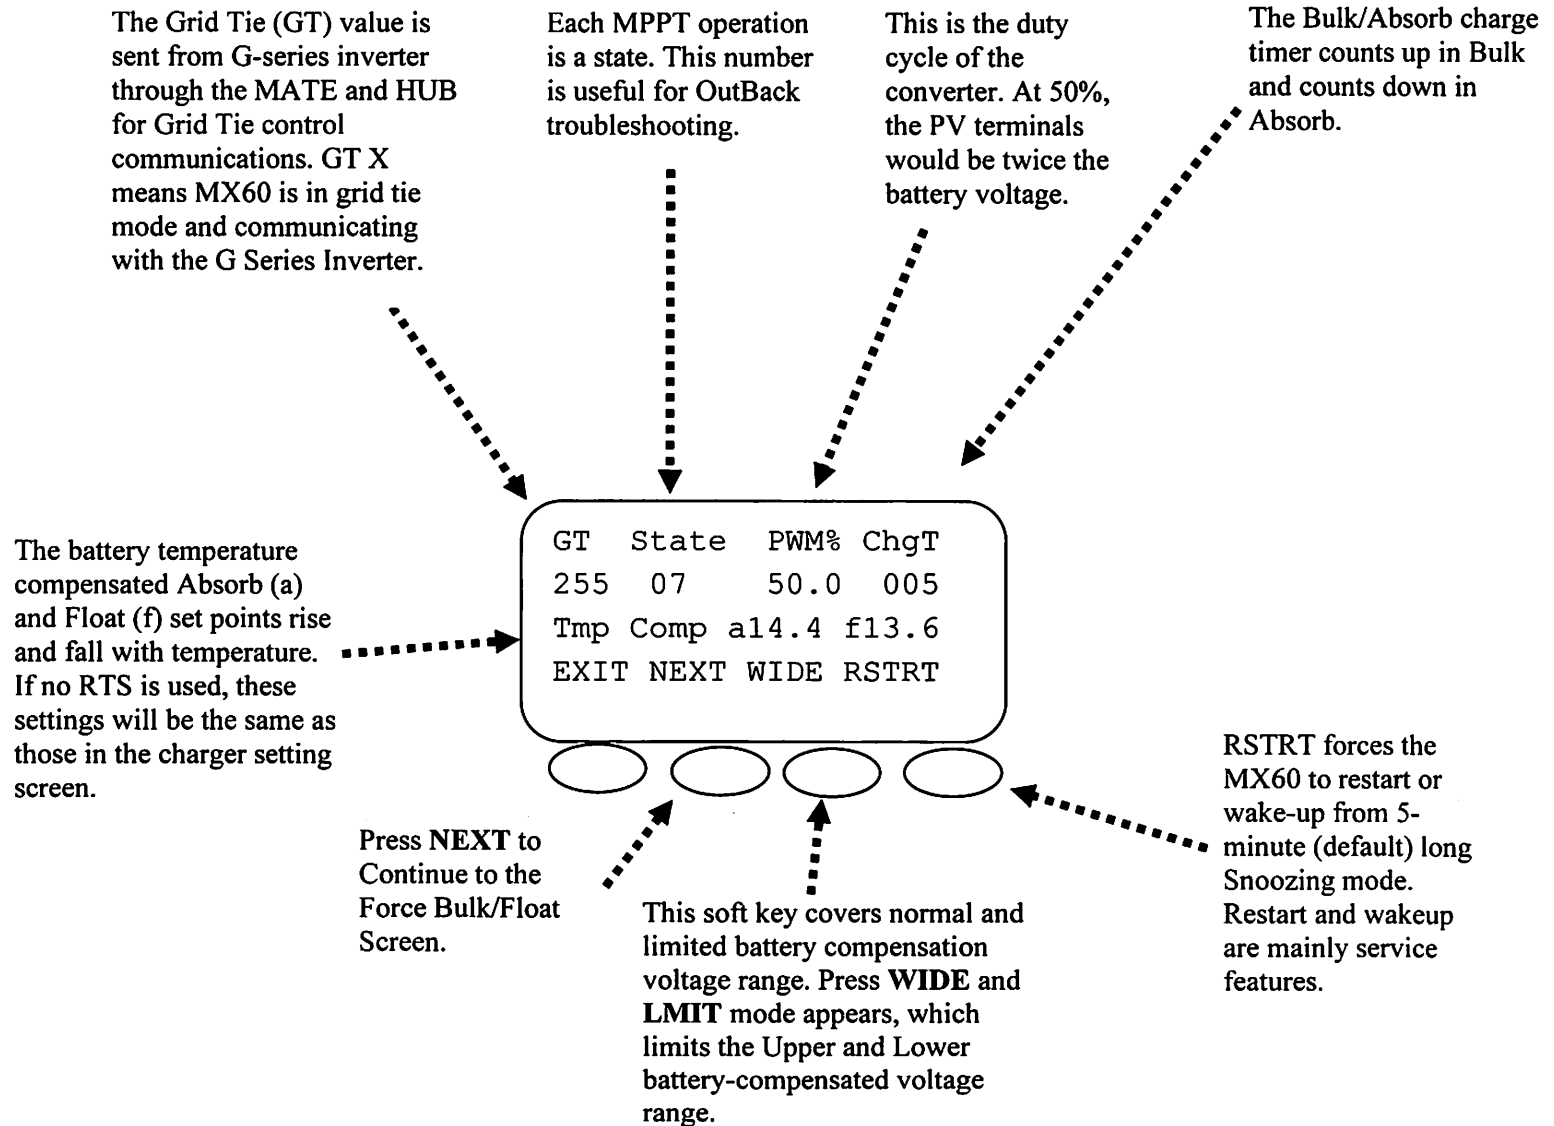 The Grid Tie (GT) value is
sent from G-series inverter
through the MATE and HUB
for Grid Tie control
communications. GT X
means MX60 is in grid tie
mode and communicating
with the G Series Inverter.
Each MPPT operation
is a state. This number
is useful for OutBack
troubleshooting.
This is the duty
cycle of the
converter. At 50%,
the PV terminals
would be twice the
battery voltage.
The Bulk/Absorb charge
timer counts up in Bulk
and counts down in
Absorb.
GT State PWM% ChgT
255 07 50.0 005
Tmp Comp a14.4 f13.6
EXIT NEXT WIDE RSTRT
The battery temperature
compensated Absorb (a)
and Float (f) set points rise
and fall with temperature.
If no RTS is used, these
settings will be the same as
those in the charger setting
screen.
Press NEXT to
Continue to the
Force Bulk/Float
Screen.
This soft key covers normal and
limited battery compensation
voltage range. Press WIDE and
LMIT mode appears, which
limits the Upper and Lower
battery-compensated voltage
range.
RSTRT forces the
MX60 to restart or
wake-up from 5-
minute (default) long
Snoozing mode.
Restart and wakeup
are mainly service
features.